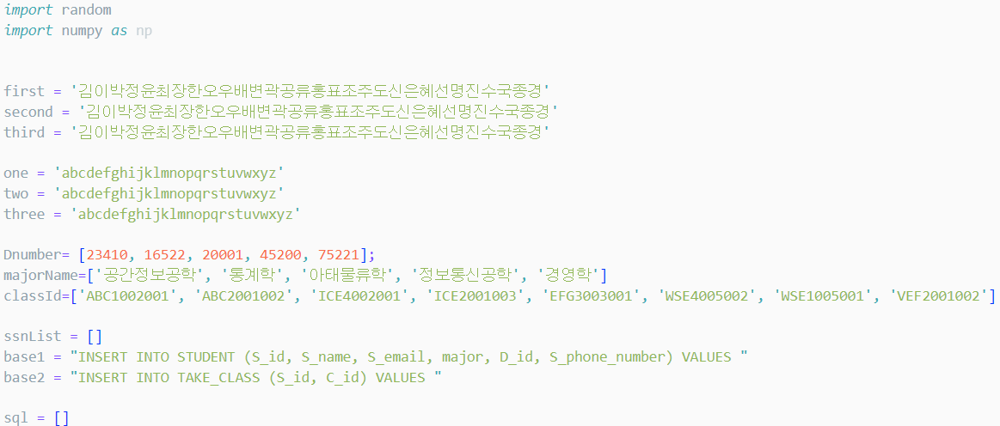 import random
import numpy as np
first = '김이박정윤최장한오우배변곽공류홍표조주도신은혜선명진수국종경'
second = '김이박정윤최장한오우배변곽공류홍표조주도신은혜선명진수국종경'
third = '김이박정윤최장한오우배변곽공류홍표조주도신은혜선명진수국종경'
one = 'abcdefghijklmnopqrstuvwxyz'
two = 'abcdefghijklmnopqrstuvwxyz'
three = 'abcdefghijklmnopqrstuvwxyz'
Dnumber= [23410, 16522, 20001, 45200, 75221];
majorName=['공간정보공학', '통계학', '아태물류학', '정보통신공학', '경영학']
classId=['ABC1002001', 'ABC2001002', 'ICE4002001', 'ICE2001003', 'EFG3003001', 'WSE4005002', 'WSE1005001', 'VEF2001002']
ssnList = []
base1 = "INSERT INTO STUDENT (S_id, S_name, S_email, major, D_id, S_phone_number) VALUES "
base2 = "INSERT INTO TAKE_CLASS (S_id, C_id) VALUES "
sql = []